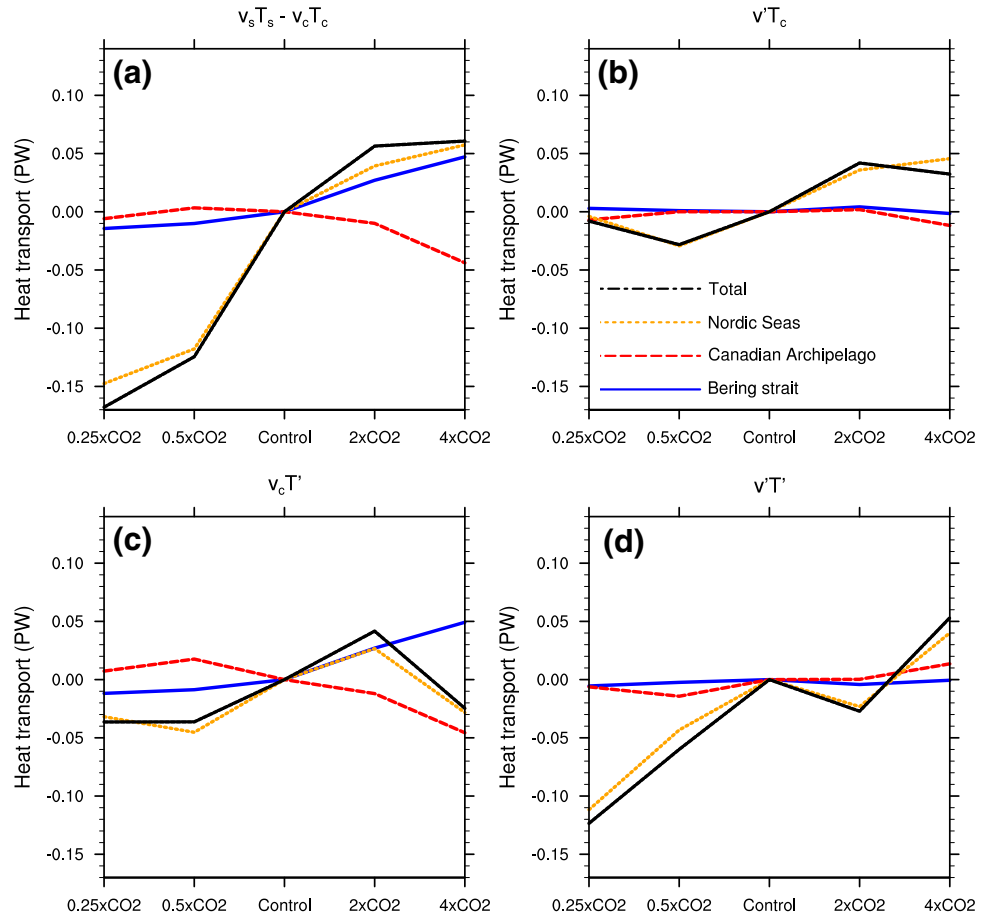 v_sT_s - v_cT_c
v'T_c
(a)
(b)
Heat transport (PW)
0.10
0.05
0.00
-0.05
-0.10
-0.15
0.25xCO2 0.5xCO2 Control 2xCO2 4xCO2
Heat transport (PW)
0.10
0.05
0.00
-0.05
-0.10
-0.15
Total
Nordic Seas
Canadian Archipelago
Bering strait
0.25xCO2 0.5xCO2 Control 2xCO2 4xCO2
v_cT'
v'T'
(c)
(d)
Heat transport (PW)
0.10
0.05
0.00
-0.05
-0.10
-0.15
0.25xCO2 0.5xCO2 Control 2xCO2 4xCO2
Heat transport (PW)
0.10
0.05
0.00
-0.05
-0.10
-0.15
0.25xCO2 0.5xCO2 Control 2xCO2 4xCO2